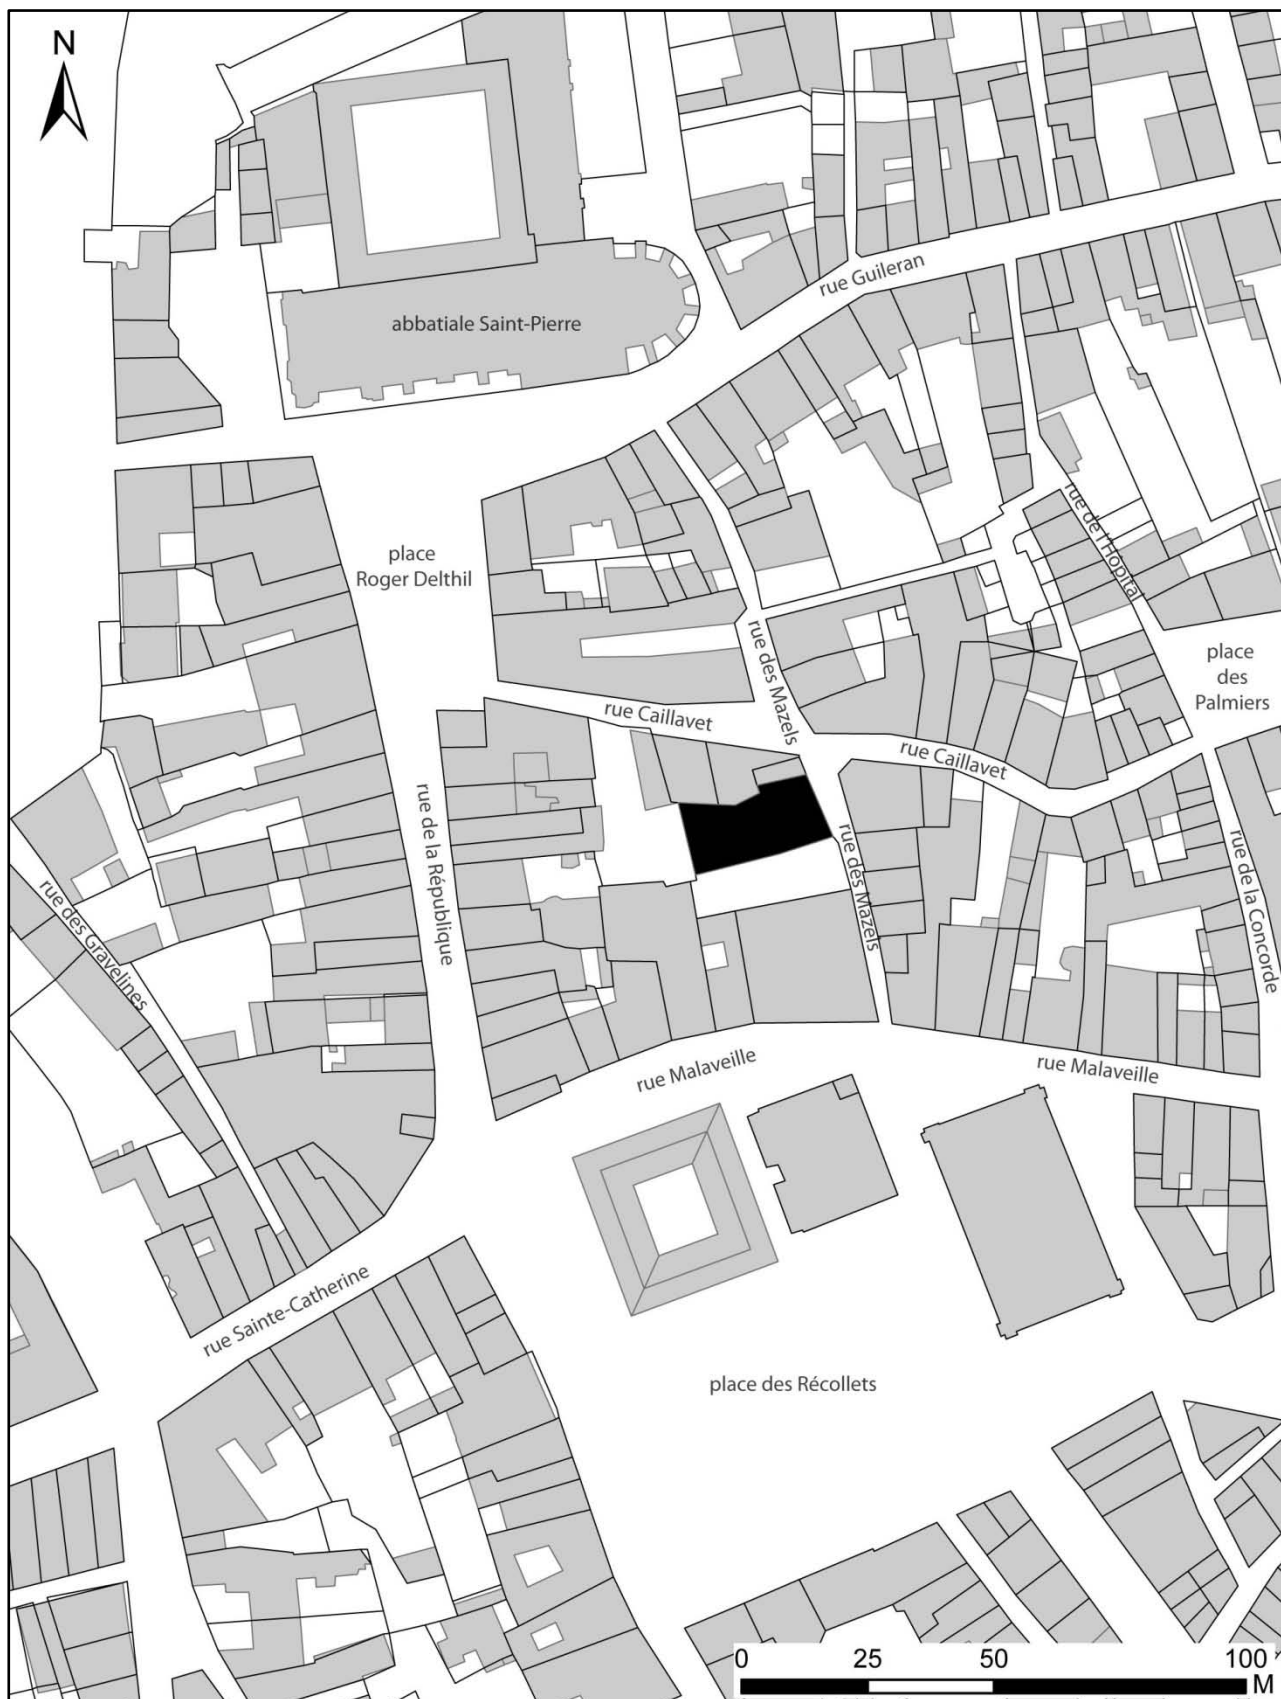 N
rue Guileran
abbatiale Saint-Pierre
rue de l'Hôpital
place
Roger Delthil
rue des Mazels
place
des
Palmiers
rue Caillavet
rue Caillavet
rue de la République
rue des Mazels
rue de la Concorde
rue des Gravelines
rue Malaveille
rue Malaveille
rue Sainte-Catherine
place des Récollets
0 25 50 100
M